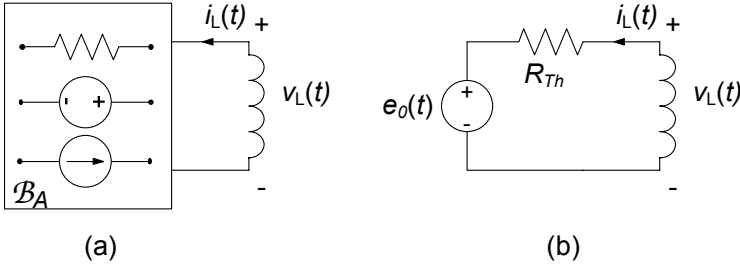 i_L(t) +
v_L(t)
-
- +
ℬ_A
(a)
i_L(t) +
R_Th
+
e_0(t)
-
v_L(t)
-
(b)